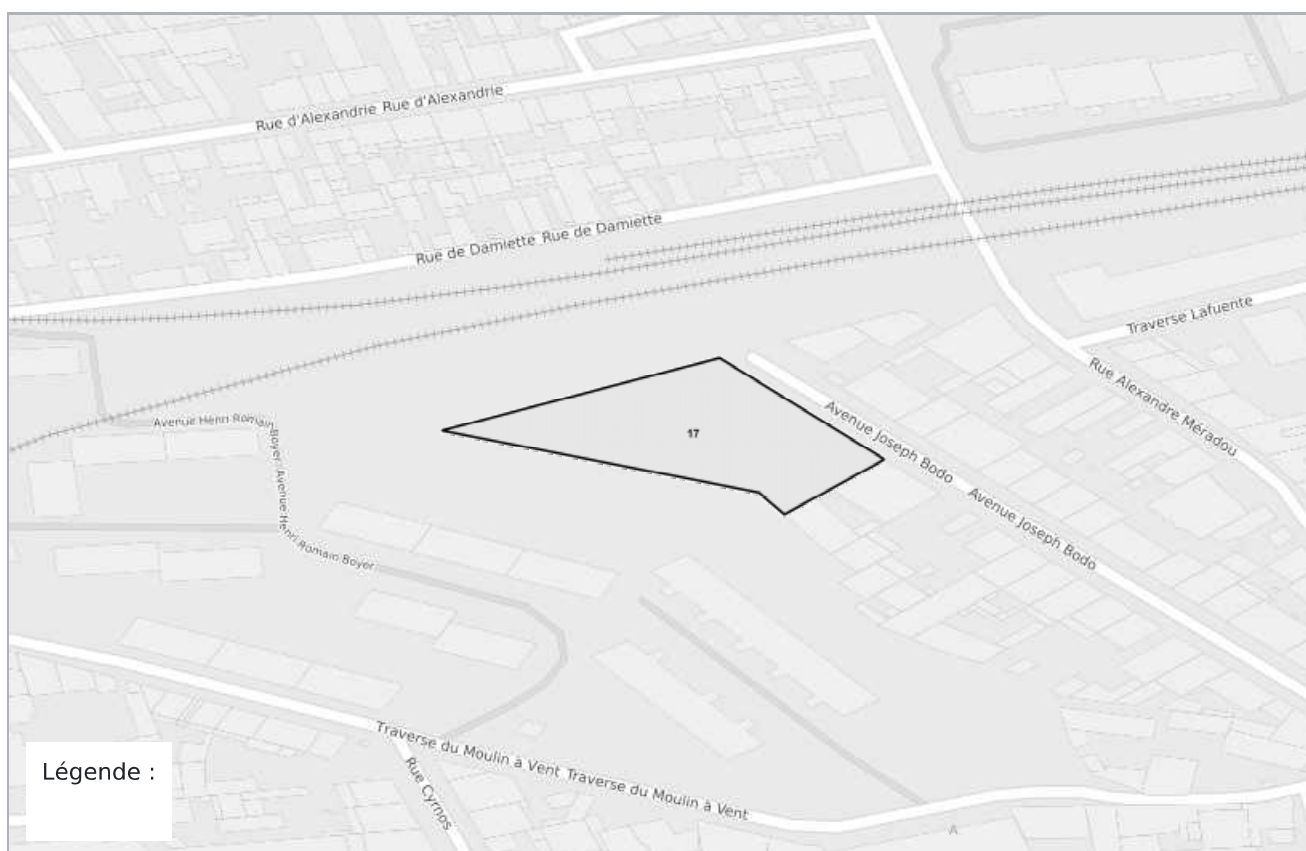 Rue d'Alexandrie Rue d'Alexandrie
Rue de Damiette Rue de Damiette
Traverse Lafuente
Rue Alexandre Méradou
Avenue Joseph Bodo
Avenue Joseph Bodo
17
Avenue Henri Romain Boyer Avenue Henri Romain Boyer
Traverse du Moulin à Vent Traverse du Moulin à Vent
Rue Cyrnos
Légende :
A